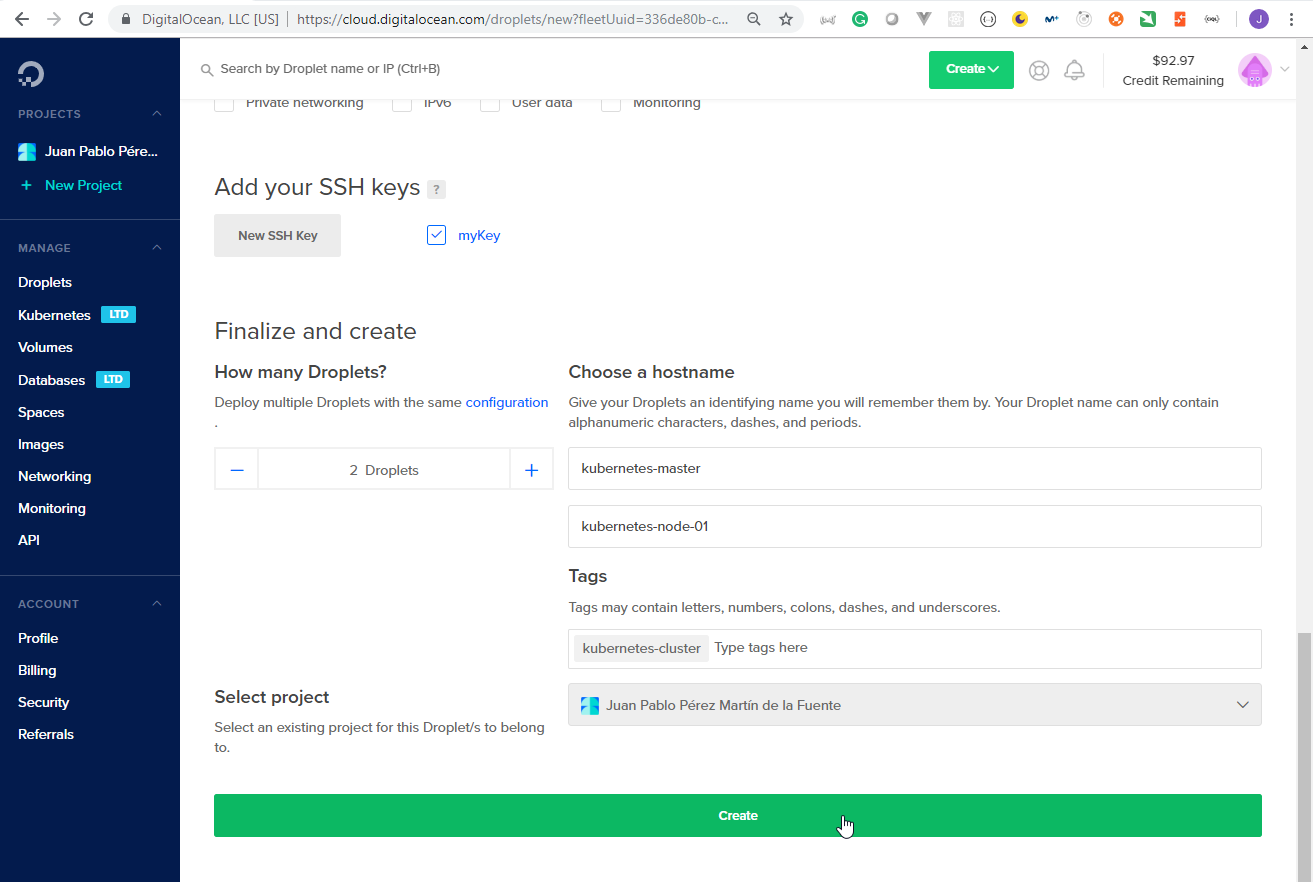 DigitalOcean, LLC [US] | https://cloud.digitalocean.com/droplets/new?fleetUuid=336de80b-c...
J
Search by Droplet name or IP (Ctrl+B)
Create
$92.97
Credit Remaining
PROJECTS
Juan Pablo Pére...
+ New Project
MANAGE
Droplets
Kubernetes LTD
Volumes
Databases LTD
Spaces
Images
Networking
Monitoring
API
ACCOUNT
Profile
Billing
Security
Referrals
Private networking IPv6 User data Monitoring
Add your SSH keys ?
New SSH Key
myKey
Finalize and create
How many Droplets?
Deploy multiple Droplets with the same configuration
.
− 2 Droplets +
Choose a hostname
Give your Droplets an identifying name you will remember them by. Your Droplet name can only contain
alphanumeric characters, dashes, and periods.
kubernetes-master
kubernetes-node-01
Tags
Tags may contain letters, numbers, colons, dashes, and underscores.
kubernetes-cluster Type tags here
Select project
Select an existing project for this Droplet/s to belong
to.
Juan Pablo Pérez Martín de la Fuente
Create